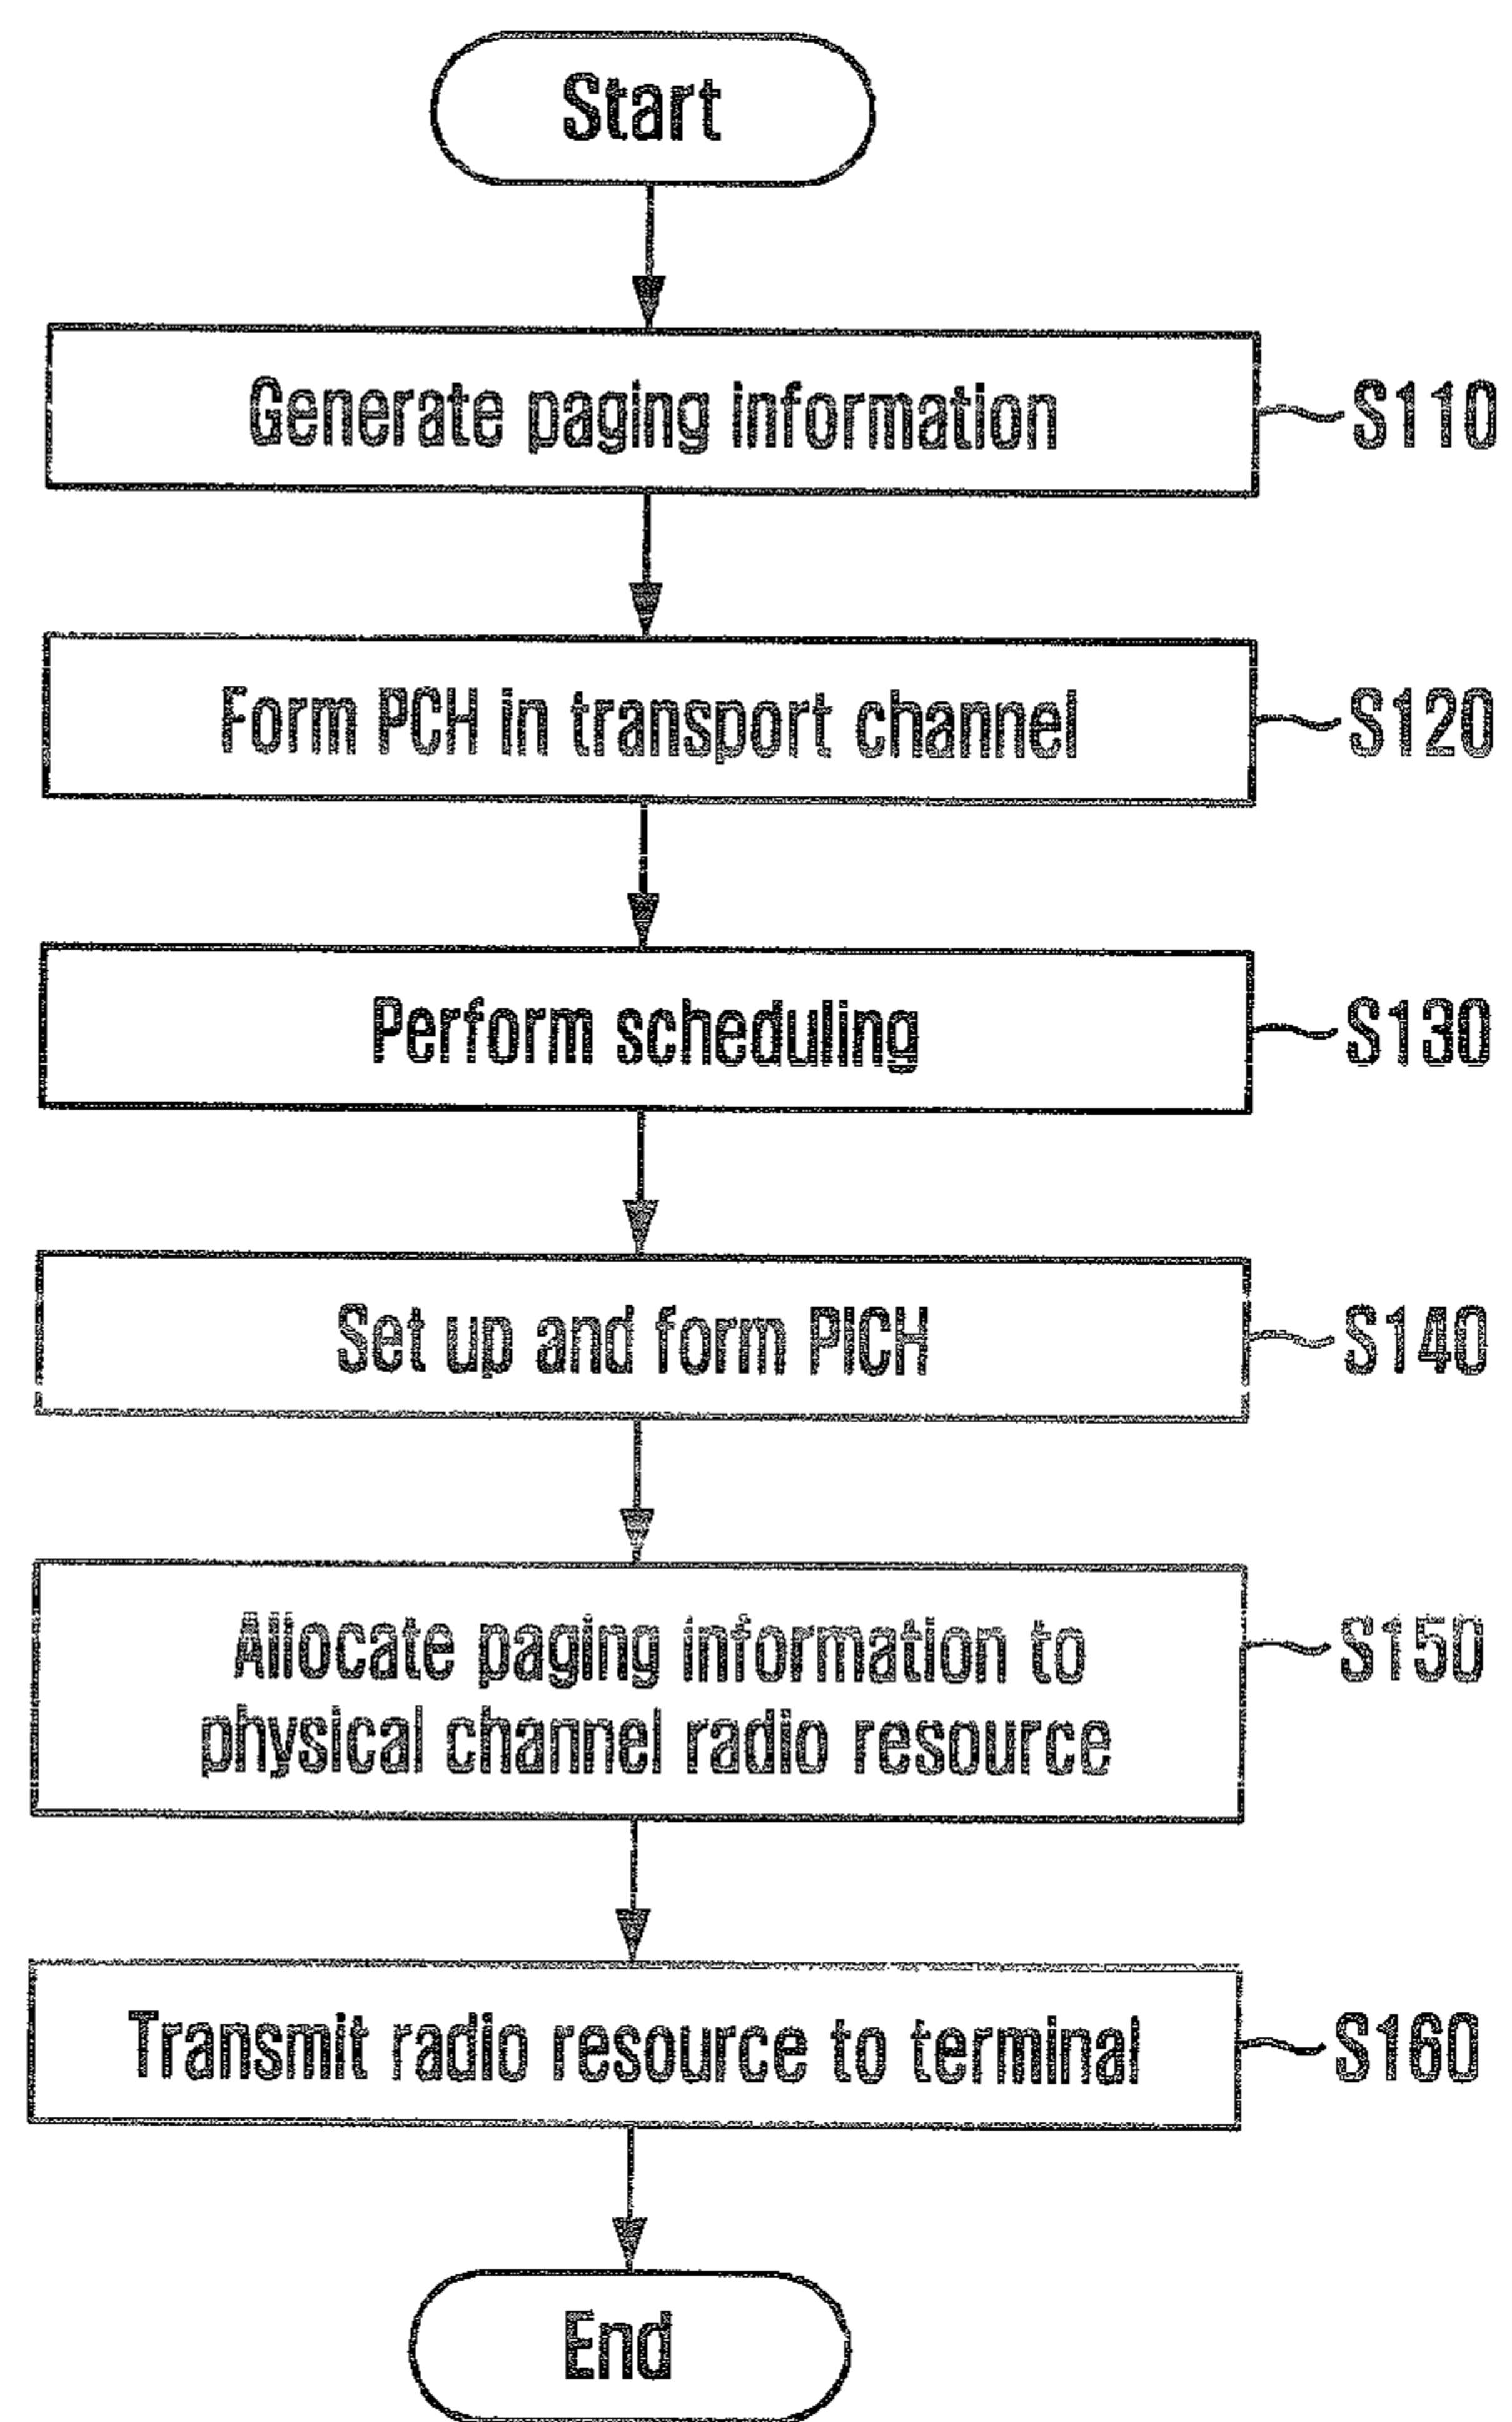 Start
Generate paging information
S110
Form PCH in transport channel
S120
Perform scheduling
S130
Set up and form PICH
S140
Allocate paging information to
physical channel radio resource
S150
Transmit radio resource to terminal
S160
End